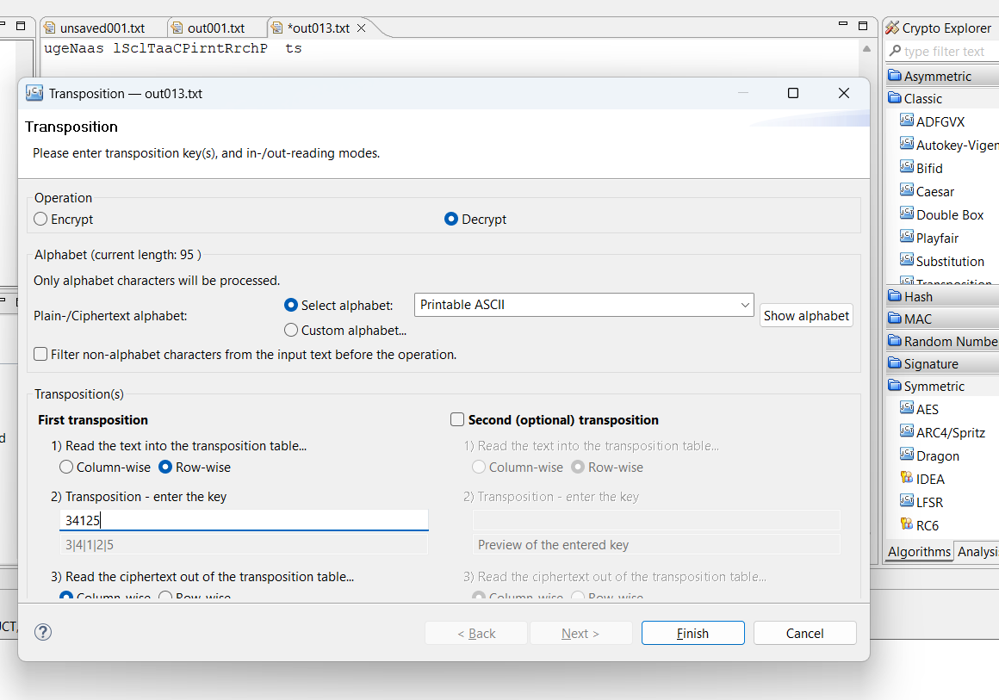 unsaved001.txt out001.txt *out013.txt
Crypto Explorer
ugeNaas lSclTaaCPirntRrchP  ts
type filter text
Asymmetric
Classic
ADFGVX
Autokey-Vigen
Bifid
Caesar
Double Box
Playfair
Substitution
Transposition
Hash
MAC
Random Numbe
Signature
Symmetric
AES
ARC4/Spritz
Dragon
IDEA
LFSR
RC6
Algorithms Analysi
Transposition — out013.txt
Transposition
Please enter transposition key(s), and in-/out-reading modes.
Operation
Encrypt Decrypt
Alphabet (current length: 95 )
Only alphabet characters will be processed.
Plain-/Ciphertext alphabet:
Select alphabet: Printable ASCII
Show alphabet
Custom alphabet...
Filter non-alphabet characters from the input text before the operation.
Transposition(s)
First transposition
1) Read the text into the transposition table...
Column-wise Row-wise
2) Transposition - enter the key
34125
3|4|1|2|5
3) Read the ciphertext out of the transposition table...
Column-wise Row-wise
Second (optional) transposition
1) Read the text into the transposition table...
Column-wise Row-wise
2) Transposition - enter the key
Preview of the entered key
3) Read the ciphertext out of the transposition table...
Column-wise Row-wise
< Back Next > Finish Cancel
d
JCT,